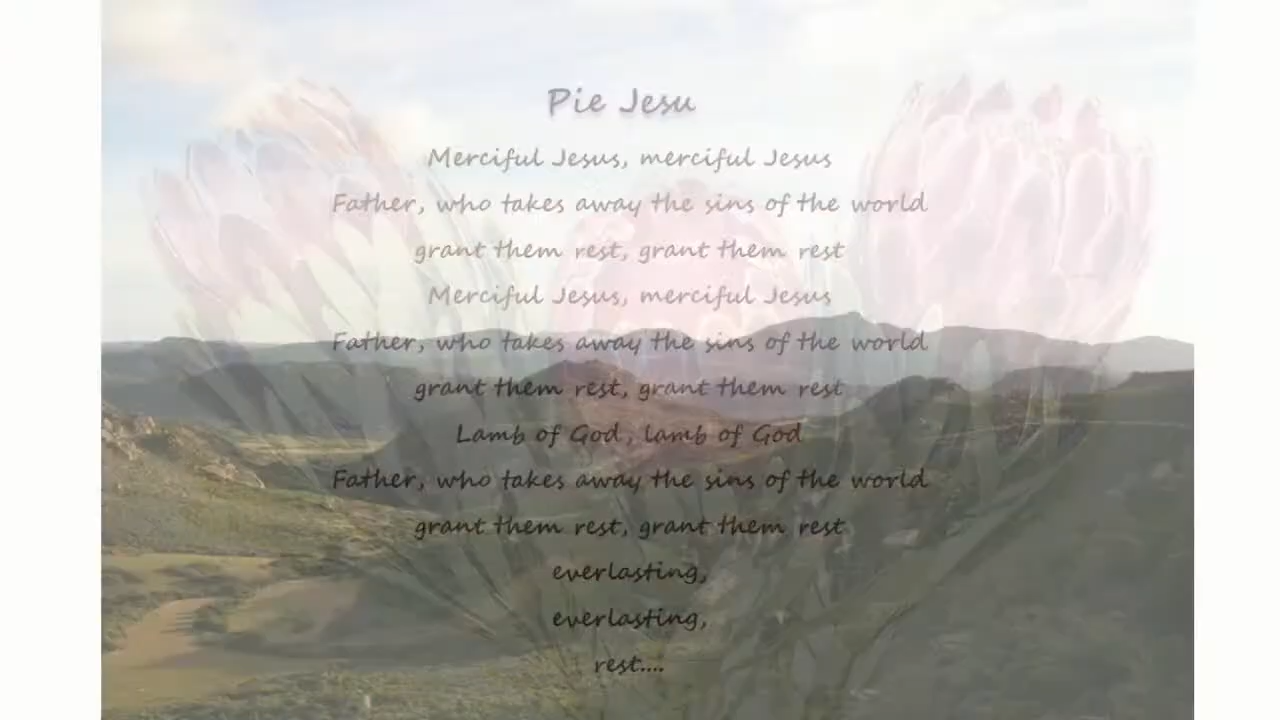 Pie Jesu
Merciful Jesus, merciful Jesus
Father, who takes away the sins of the world
grant them rest, grant them rest
Merciful Jesus, merciful Jesus
Father, who takes away the sins of the world
grant them rest, grant them rest
Lamb of God, lamb of God
Father, who takes away the sins of the world
grant them rest, grant them rest
everlasting,
everlasting,
rest....